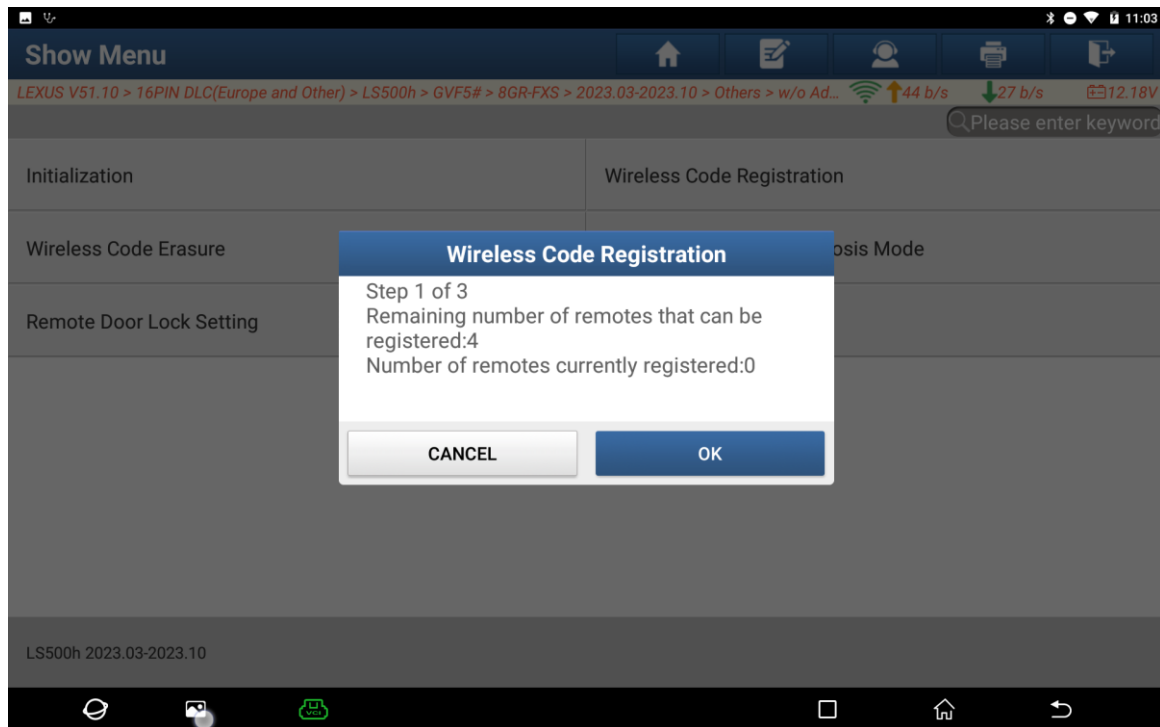 11:03
Show Menu
LEXUS V51.10 > 16PIN DLC(Europe and Other) > LS500h > GVF5# > 8GR-FXS > 2023.03-2023.10 > Others > w/o Ad... 44 b/s 27 b/s 12.18V
Please enter keyword
Initialization Wireless Code Registration
Wireless Code Erasure osis Mode
Remote Door Lock Setting
Wireless Code Registration
Step 1 of 3
Remaining number of remotes that can be
registered:4
Number of remotes currently registered:0
CANCEL OK
LS500h 2023.03-2023.10
VCI